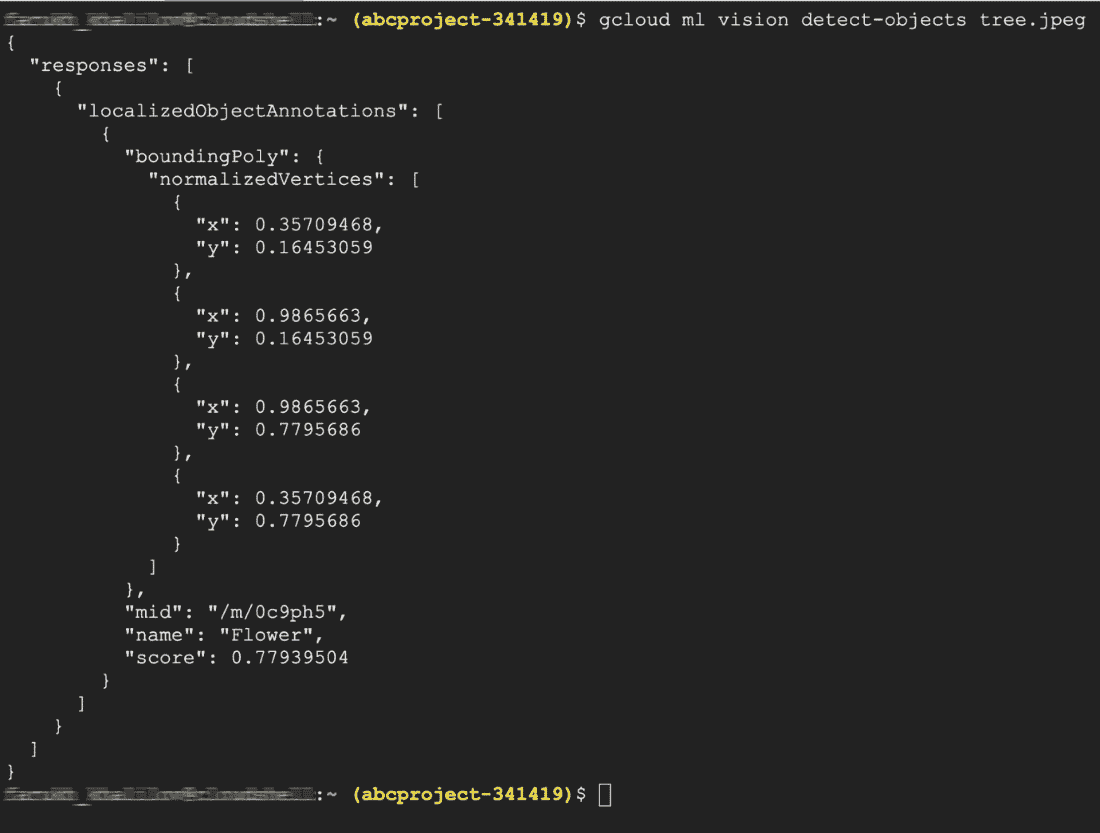 :~ (abcproject-341419)$ gcloud ml vision detect-objects tree.jpeg
{
"responses": [
{
"localizedObjectAnnotations": [
{
"boundingPoly": {
"normalizedVertices": [
{
"x": 0.35709468,
"y": 0.16453059
},
{
"x": 0.9865663,
"y": 0.16453059
},
{
"x": 0.9865663,
"y": 0.7795686
},
{
"x": 0.35709468,
"y": 0.7795686
}
]
},
"mid": "/m/0c9ph5",
"name": "Flower",
"score": 0.77939504
}
]
}
]
}
:~ (abcproject-341419)$